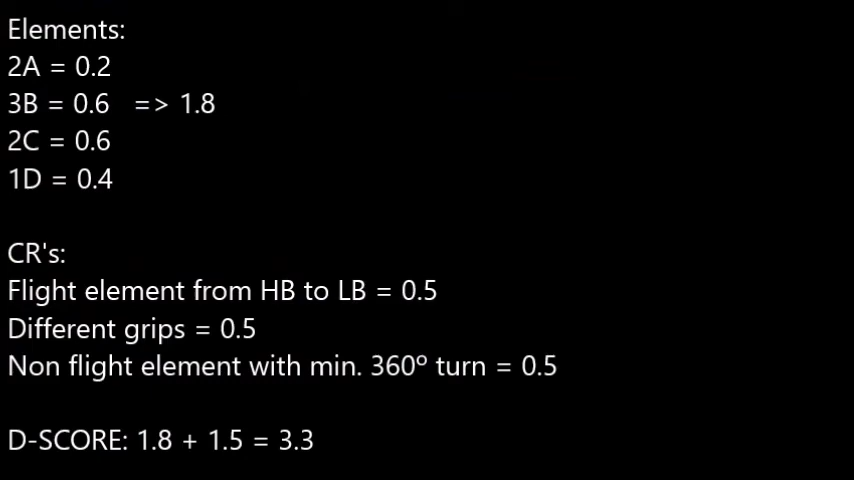 Elements:
2A = 0.2
3B = 0.6 => 1.8
2C = 0.6
1D = 0.4
CR's:
Flight element from HB to LB = 0.5
Different grips = 0.5
Non flight element with min. 360º turn = 0.5
D-SCORE: 1.8 + 1.5 = 3.3